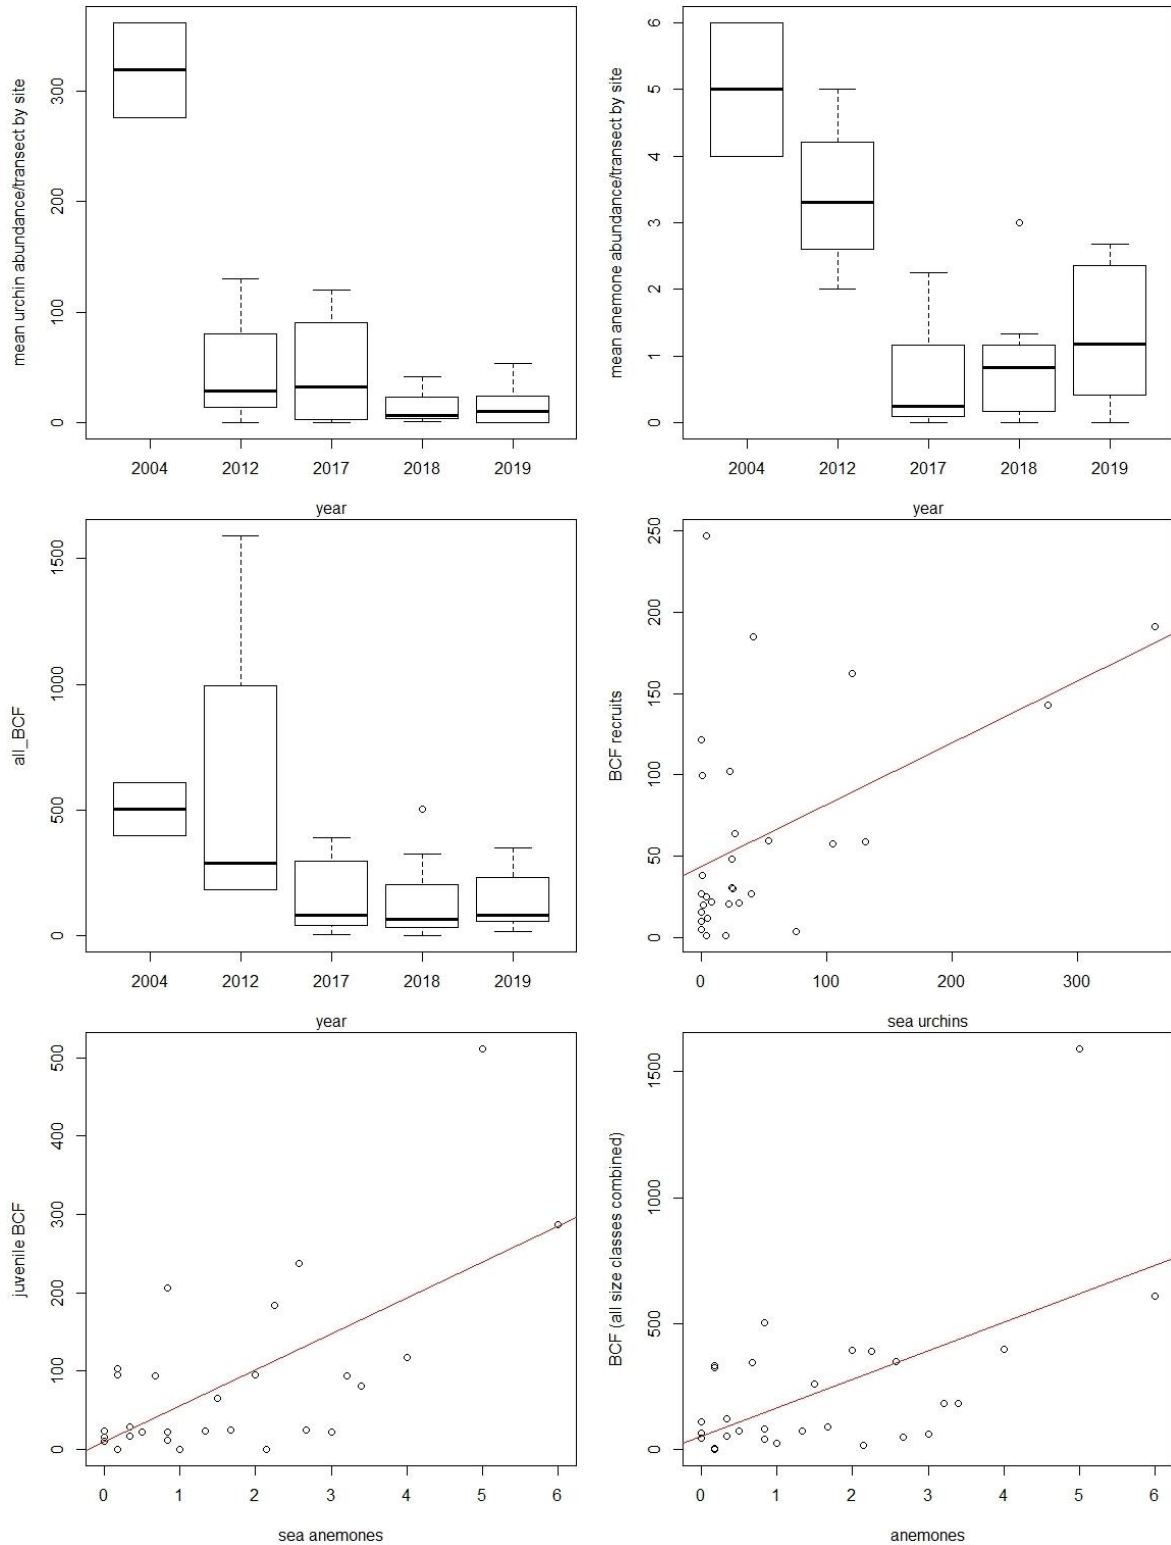 mean urchin abundance/transect by site
300
200
100
0
2004 2012 2017 2018 2019
year
mean anemone abundance/transect by site
6
5
4
3
2
1
0
2004 2012 2017 2018 2019
year
all_BCF
1500
1000
500
0
2004 2012 2017 2018 2019
year
BCF recruits
250
200
150
100
50
0
0 100 200 300
sea urchins
juvenile BCF
500
400
300
200
100
0
0 1 2 3 4 5 6
sea anemones
BCF (all size classes combined)
1500
1000
500
0
0 1 2 3 4 5 6
anemones